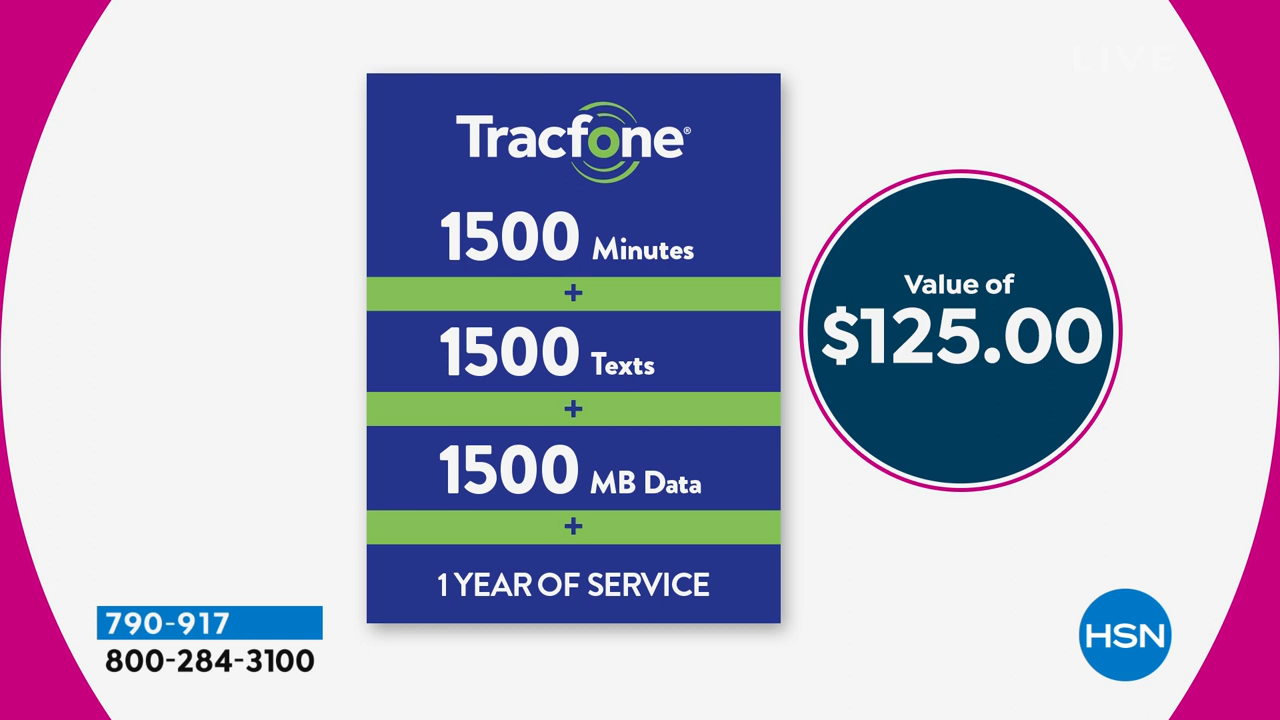 LIVE
Tracfone®
1500 Minutes
+
1500 Texts
+
1500 MB Data
+
1 YEAR OF SERVICE
Value of
$125.00
790-917
800-284-3100
HSN